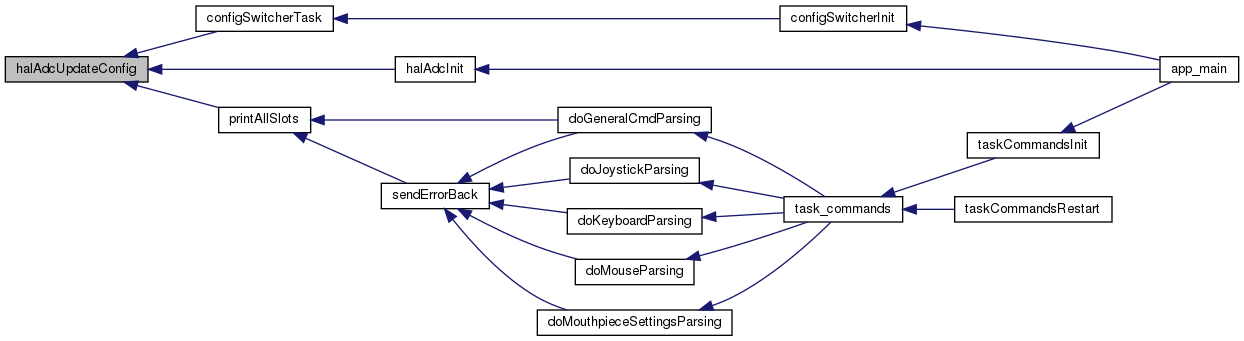 configSwitcherTask
configSwitcherInit
halAdcUpdateConfig
halAdcInit
app_main
printAllSlots
doGeneralCmdParsing
taskCommandsInit
doJoystickParsing
sendErrorBack
task_commands
taskCommandsRestart
doKeyboardParsing
doMouseParsing
doMouthpieceSettingsParsing